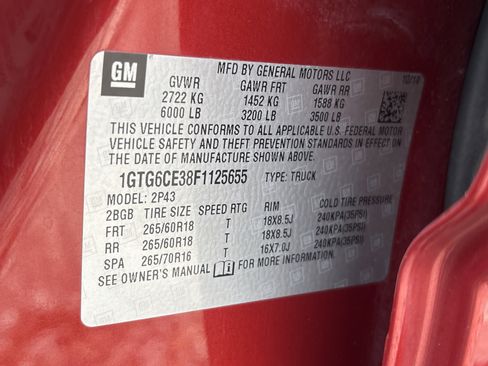 GM
MFD BY GENERAL MOTORS LLC
10/18
GVWR GAWR FRT GAWR RR
2722 KG 1452 KG 1588 KG
6000 LB 3200 LB 3500 LB
THIS VEHICLE CONFORMS TO ALL APPLICABLE U.S. FEDERAL MOTOR
VEHICLE SAFETY AND THEFT PREVENTION STANDARDS IN EFFECT ON
THE DATE OF MANUFACTURE SHOWN ABOVE.
1GTG6CE38F1125655 TYPE: TRUCK
MODEL: 2P43
2BGB TIRE SIZE SPEED RTG RIM COLD TIRE PRESSURE
FRT 265/60R18 T 18X8.5J 240KPA(35PSI)
RR 265/60R18 T 18X8.5J 240KPA(35PSI)
SPA 265/70R16 T 16X7.0J 240KPA(35PSI)
SEE OWNER'S MANUAL FOR MORE INFORMATION.